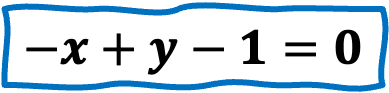 −x + y − 1 = 0